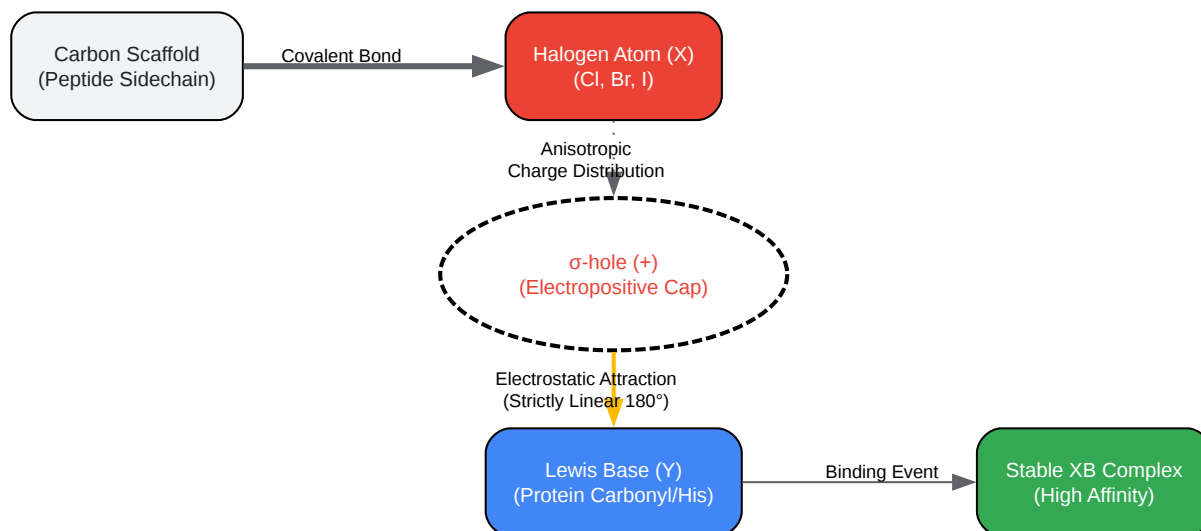 Carbon Scaffold
(Peptide Sidechain)
Covalent Bond
Halogen Atom (X)
(Cl, Br, I)
Anisotropic
Charge Distribution
σ-hole (+)
(Electropositive Cap)
Electrostatic Attraction
(Strictly Linear 180°)
Lewis Base (Y)
(Protein Carbonyl/His)
Binding Event
Stable XB Complex
(High Affinity)